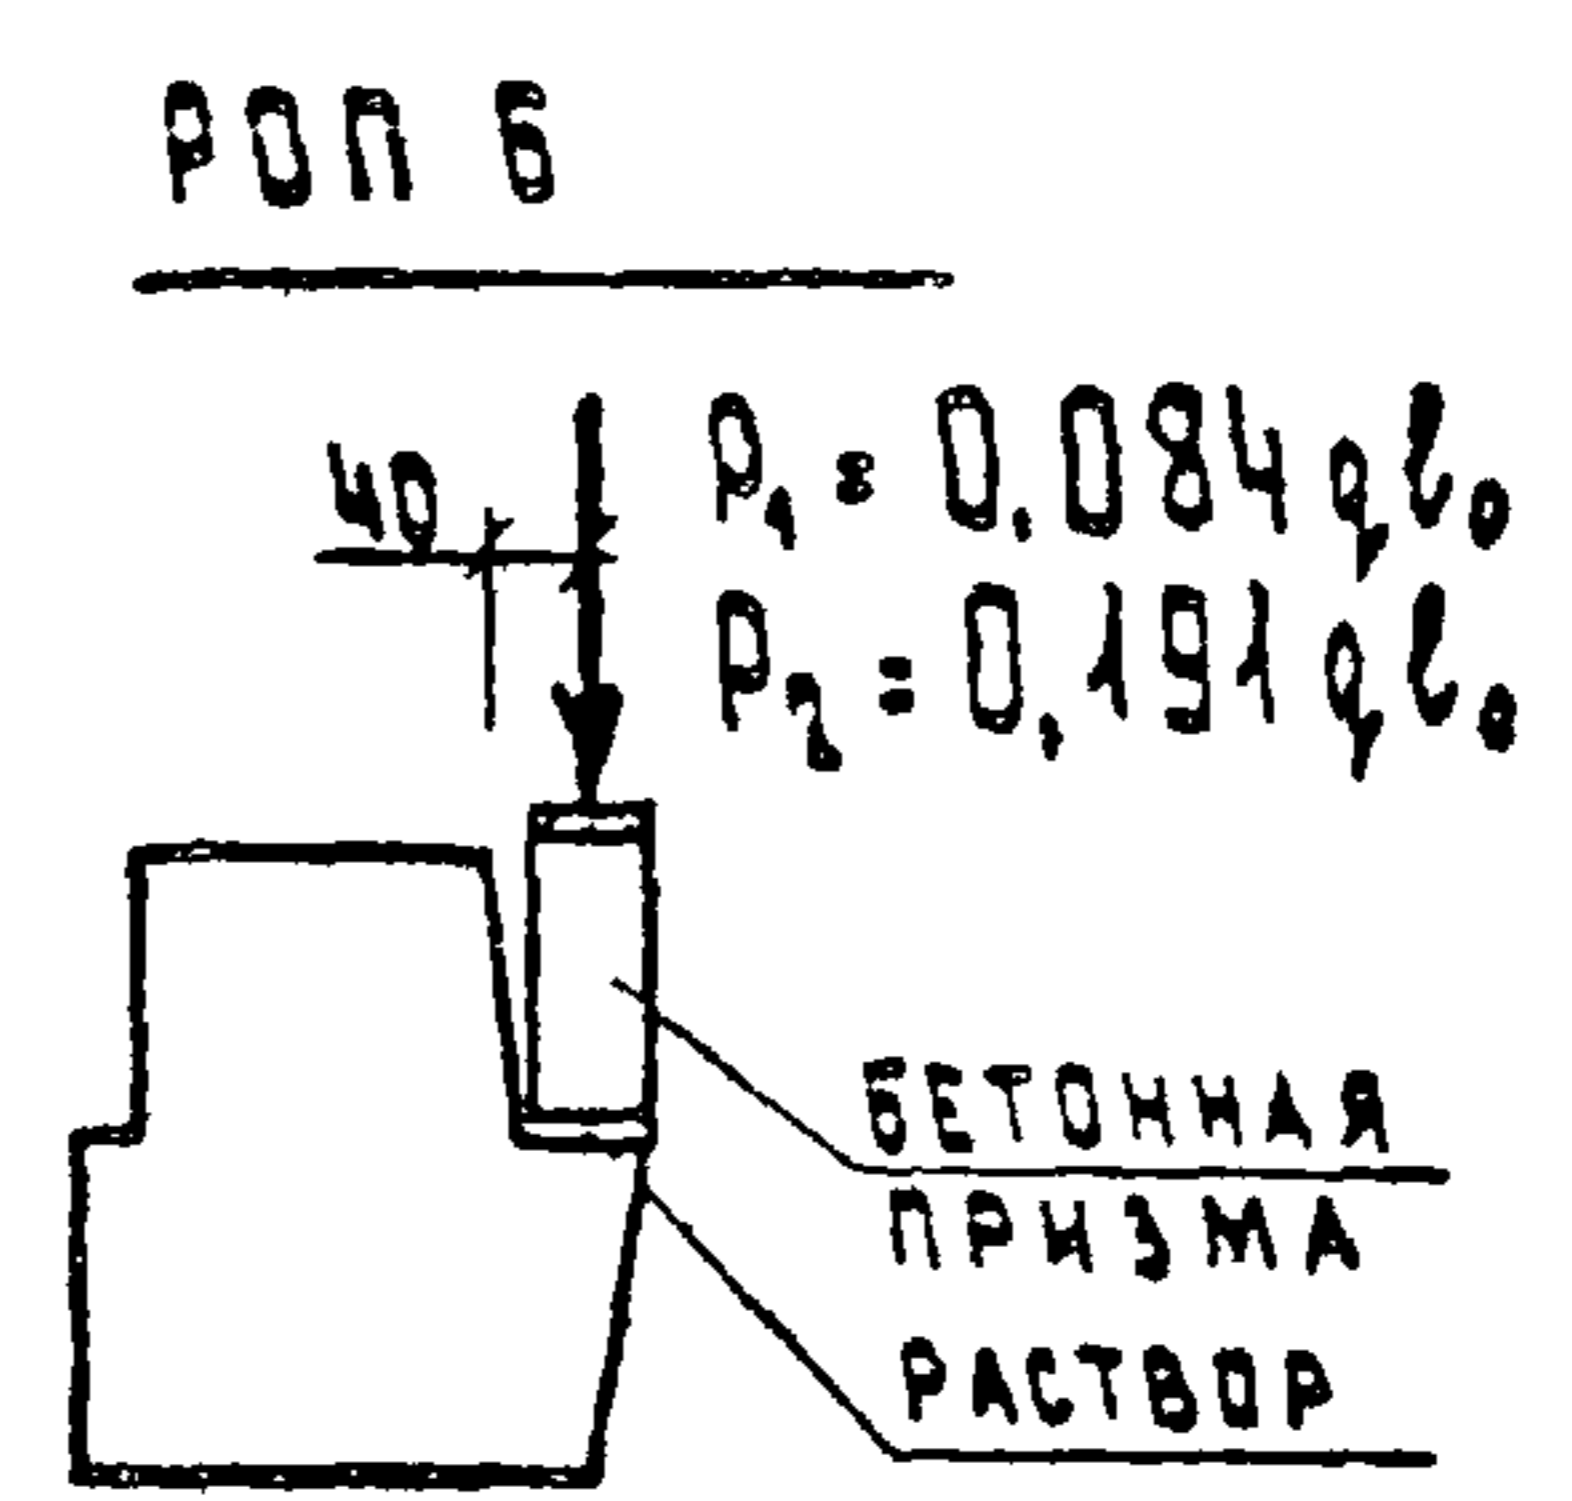 РОП 6
40
P₁ = 0,084 qℓ₀
P₂ = 0,191 qℓ₀
БЕТОННАЯ
ПРИЗМА
РАСТВОР